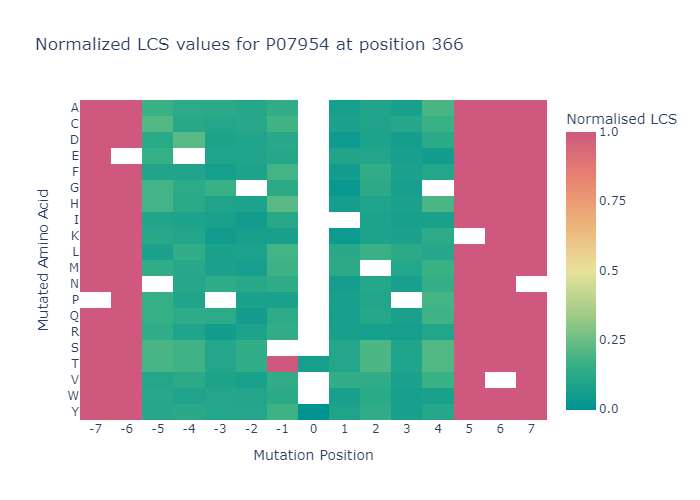 Normalized LCS values for P07954 at position 366
Normalised LCS
A
C
D
E
F
G
H
I
K
L
M
N
P
Q
R
S
T
V
W
Y
Mutated Amino Acid
1.0
0.75
0.5
0.25
0.0
-7 -6 -5 -4 -3 -2 -1 0 1 2 3 4 5 6 7
Mutation Position